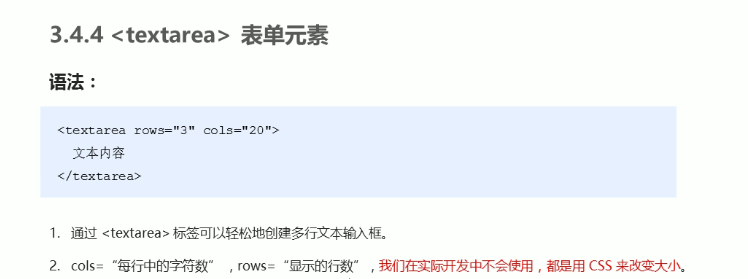 3.4.4 <textarea> 表单元素
语法：
<textarea rows="3" cols="20">
文本内容
</textarea>
1. 通过 <textarea> 标签可以轻松地创建多行文本输入框。
2. cols=“每行中的字符数” ，rows=“显示的行数”，我们在实际开发中不会使用，都是用 CSS 来改变大小。